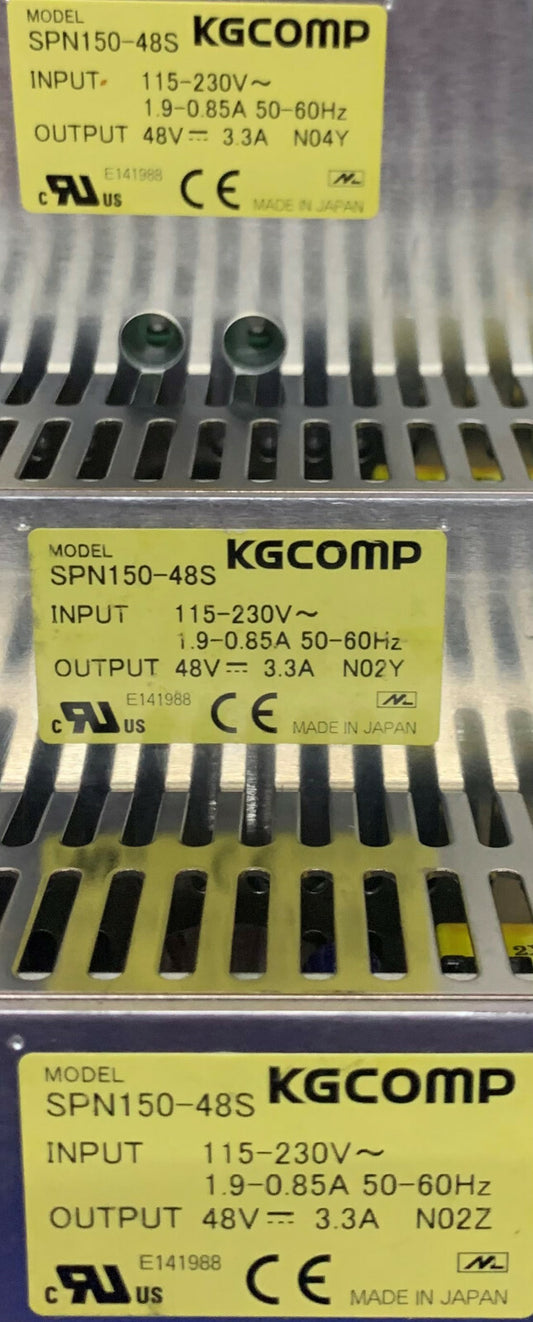 MODEL
SPN150-48S KGCOMP
INPUT 115-230V~
1.9-0.85A 50-60Hz
OUTPUT 48V⎓ 3.3A N04Y
E141988
c RU US CE
MADE IN JAPAN
MODEL
SPN150-48S KGCOMP
INPUT 115-230V~
1.9-0.85A 50-60Hz
OUTPUT 48V⎓ 3.3A N02Y
E141988
c RU US CE
MADE IN JAPAN
MODEL
SPN150-48S KGCOMP
INPUT 115-230V~
1.9-0.85A 50-60Hz
OUTPUT 48V⎓ 3.3A N02Z
E141988
c RU US CE
MADE IN JAPAN